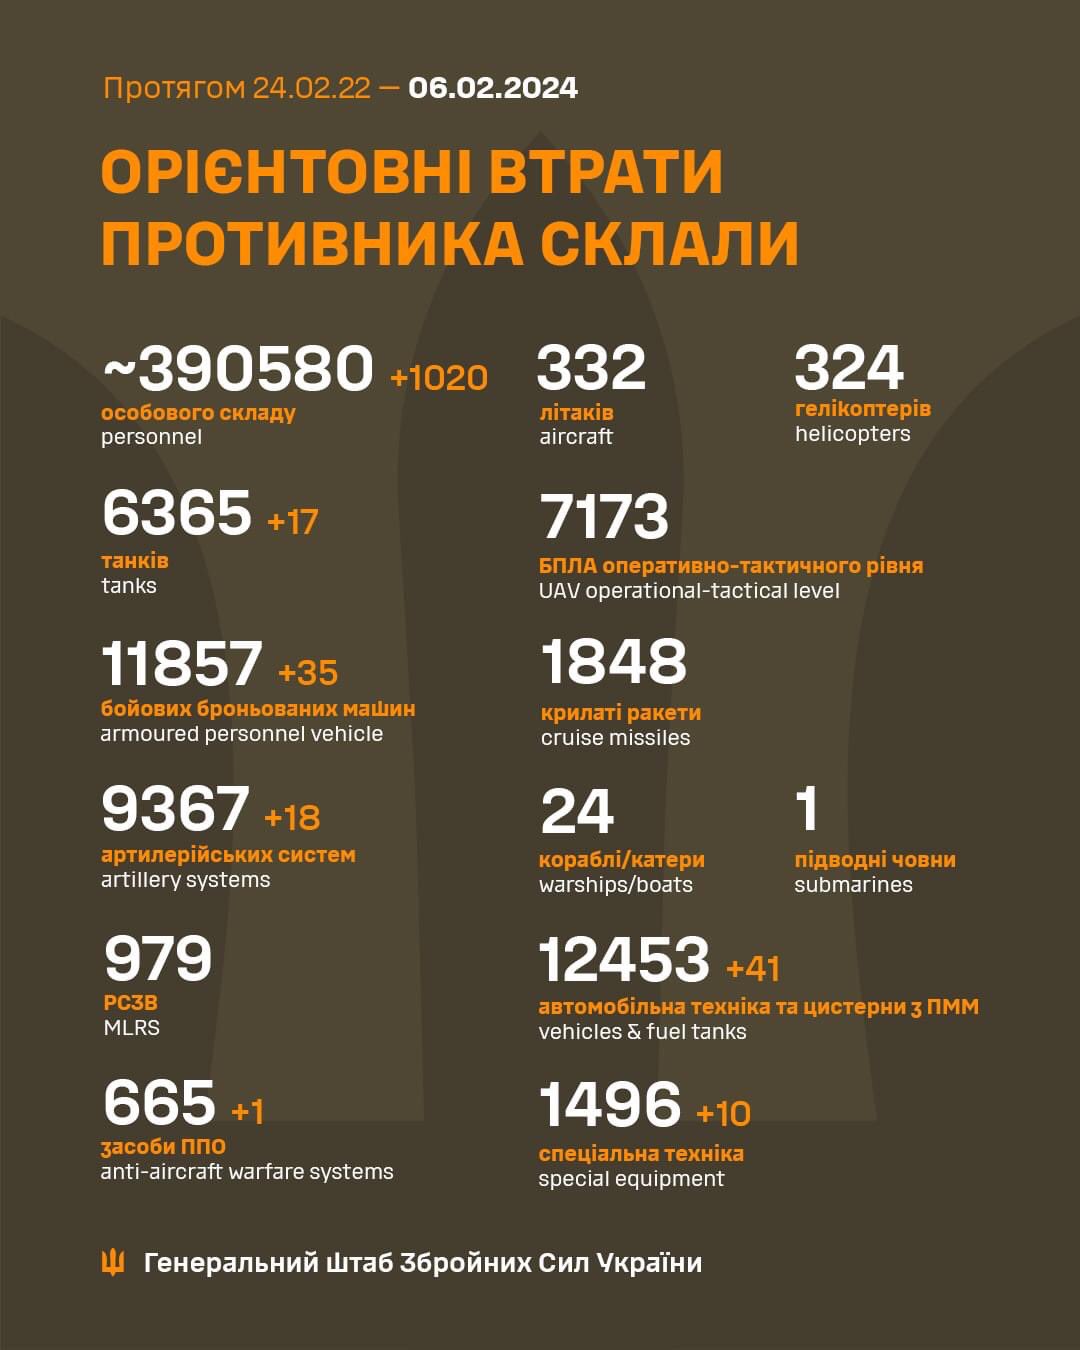 Протягом 24.02.22 — 06.02.2024
ОРІЄНТОВНІ ВТРАТИ
ПРОТИВНИКА СКЛАЛИ
~390580 +1020
особового складу
personnel
332
літаків
aircraft
324
гелікоптерів
helicopters
6365 +17
танків
tanks
7173
БПЛА оперативно-тактичного рівня
UAV operational-tactical level
11857 +35
бойових броньованих машин
armoured personnel vehicle
1848
крилаті ракети
cruise missiles
9367 +18
артилерійських систем
artillery systems
24
кораблі/катери
warships/boats
1
підводні човни
submarines
979
РСЗВ
MLRS
12453 +41
автомобільна техніка та цистерни з ПММ
vehicles & fuel tanks
665 +1
засоби ППО
anti-aircraft warfare systems
1496 +10
спеціальна техніка
special equipment
Генеральний штаб Збройних Сил України